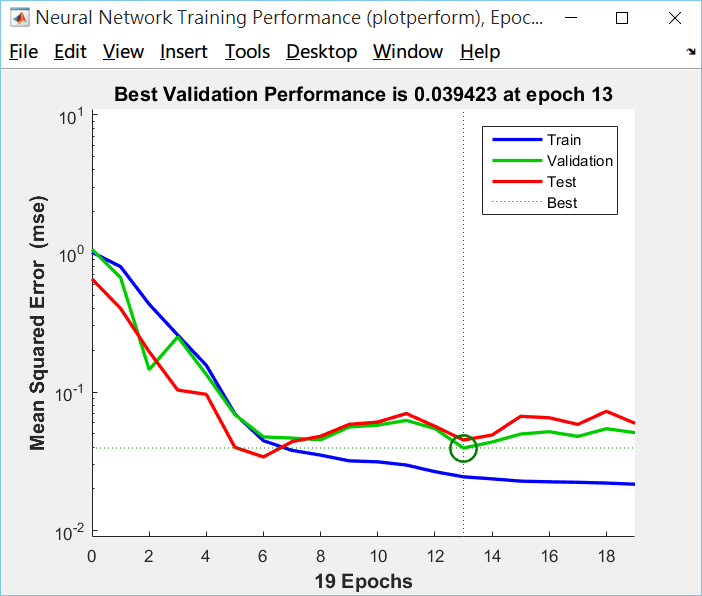 Neural Network Training Performance (plotperform), Epoc...
File Edit View Insert Tools Desktop Window Help
Best Validation Performance is 0.039423 at epoch 13
10^1
10^0
10^-1
10^-2
Mean Squared Error (mse)
Train
Validation
Test
Best
0 2 4 6 8 10 12 14 16 18
19 Epochs